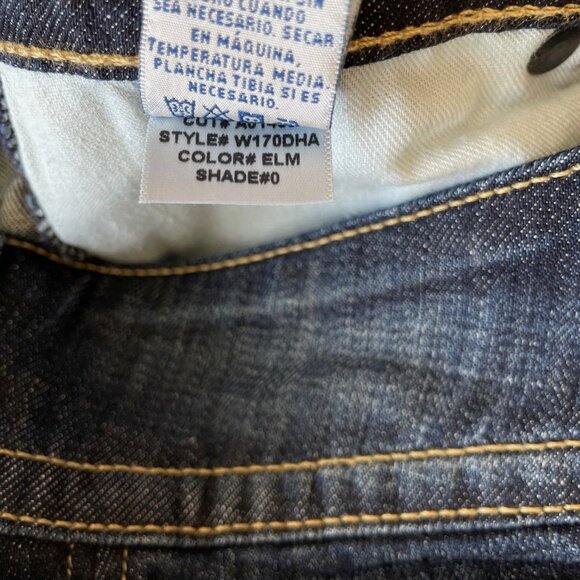 SEA NECESARIO. SECAR
EN MÁQUINA,
TEMPERATURA MEDIA.
PLANCHA TIBIA SI ES
NECESARIO.
STYLE# W170DHA
COLOR# ELM
SHADE#0